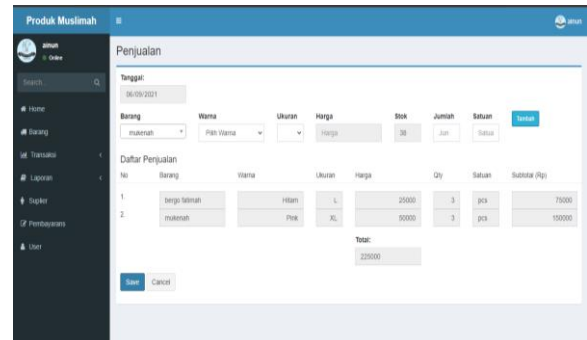 Produk Muslimah
ainun
ainun
Online
Search...
Home
Barang
Transaksi
Laporan
Suplier
Pembayarans
User
Penjualan
Tanggal:
06/09/2021
Barang Warna Ukuran Harga Stok Jumlah Satuan
mukenah Pilih Warna Harga 36 Jum Satua Tambah
Daftar Penjualan
No Barang Warna Ukuran Harga Qty Satuan Subtotal (Rp)
1. bergo fatimah Hitam L 25000 3 pcs 75000
2. mukenah Pink XL 50000 3 pcs 150000
Total:
225000
Save Cancel